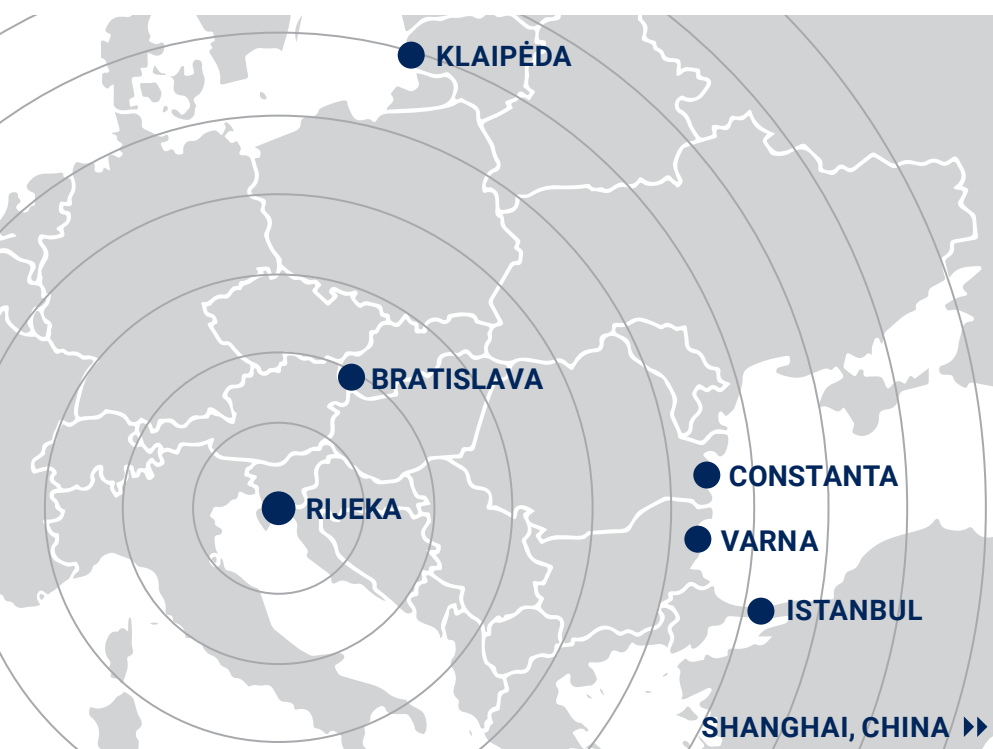 KLAIPĖDA
BRATISLAVA
CONSTANTA
RIJEKA
VARNA
ISTANBUL
SHANGHAI, CHINA